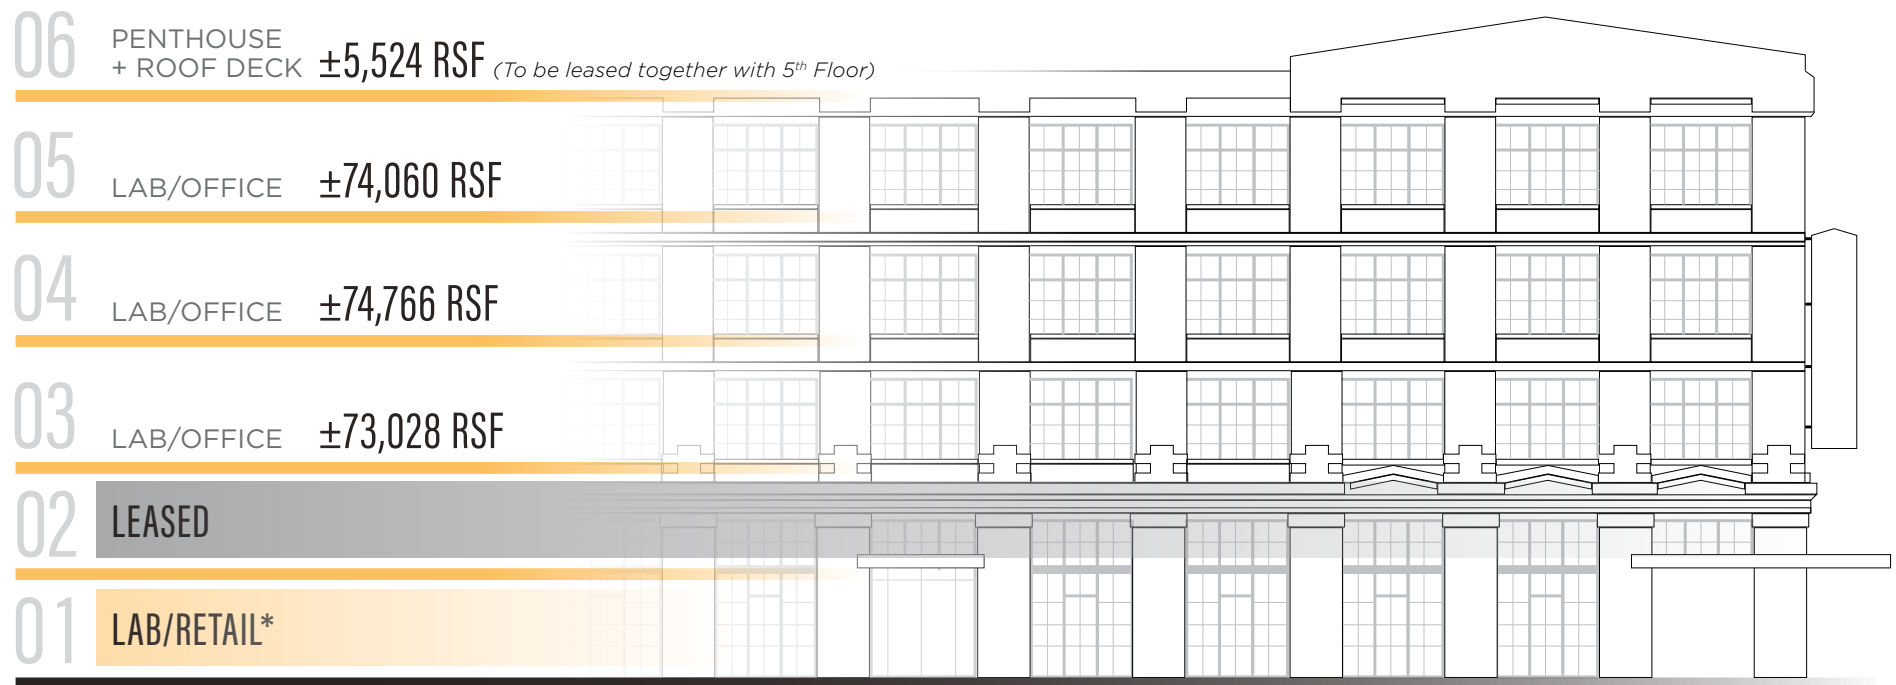 06 PENTHOUSE
+ ROOF DECK ±5,524 RSF (To be leased together with 5th Floor)
05 LAB/OFFICE ±74,060 RSF
04 LAB/OFFICE ±74,766 RSF
03 LAB/OFFICE ±73,028 RSF
02 LEASED
01 LAB/RETAIL*